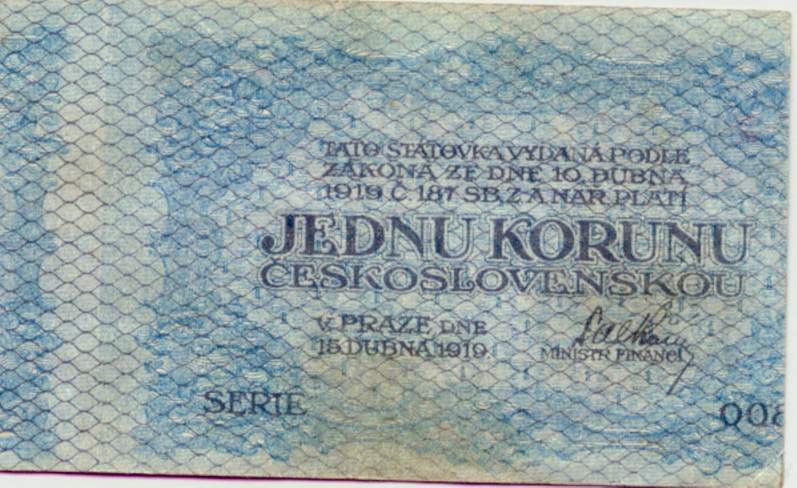 TATO STÁTOVKA VYDANÁ PODLE
ZÁKONA ZE DNE 10. DUBNA
1919 Č. 187 SB. Z A NAR. PLATÍ
JEDNU KORUNU
ČESKOSLOVENSKOU
V PRAZE DNE
15. DUBNA 1919.
MINISTR FINANCÍ
SERIE
008